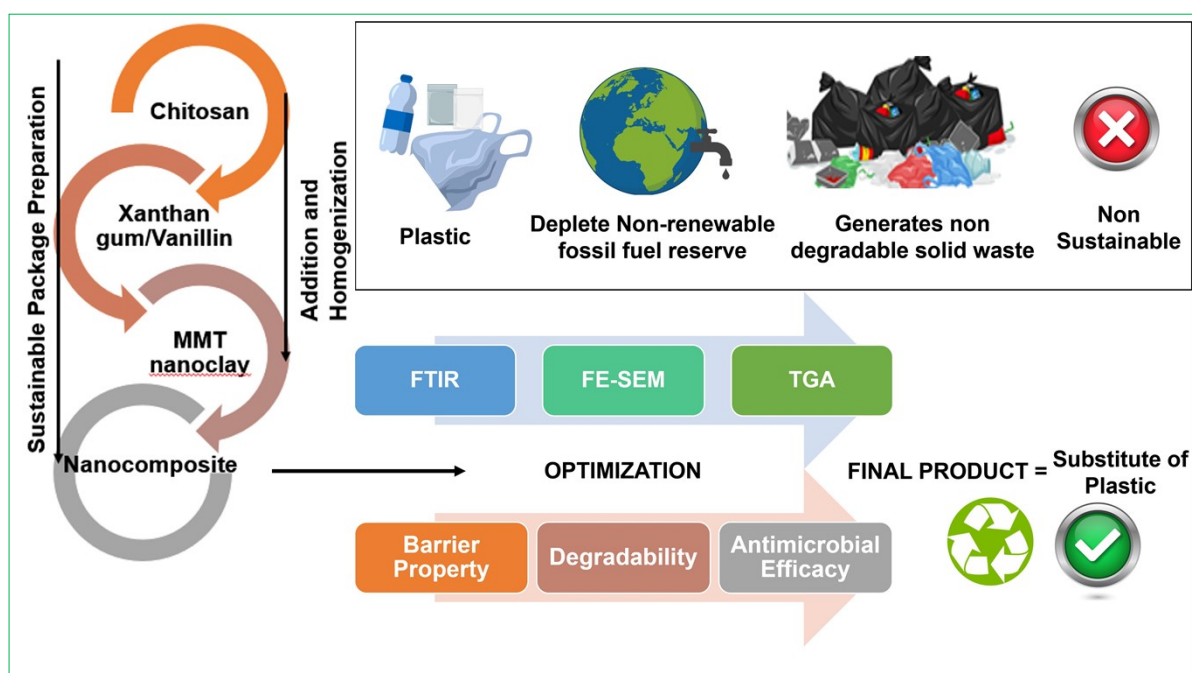 Sustainable Package Preparation
Chitosan
Xanthan
gum/Vanillin
MMT
nanoclay
Nanocomposite
Addition and
Homogenization
Plastic
Deplete Non-renewable
fossil fuel reserve
Generates non
degradable solid waste
Non
Sustainable
FTIR
FE-SEM
TGA
OPTIMIZATION
FINAL PRODUCT =
Substitute of
Plastic
Barrier
Property
Degradability
Antimicrobial
Efficacy